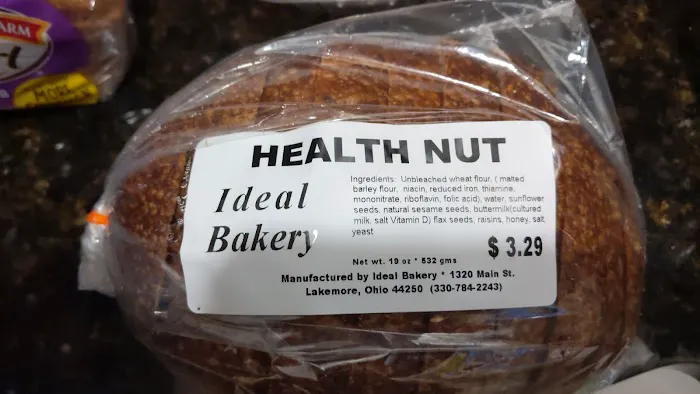 ARM
HEALTH NUT
Ideal
Bakery
Ingredients: Unbleached wheat flour, ( malted
barley flour, niacin, reduced iron, thiamine,
mononitrate, riboflavin, folic acid), water, sunflower
seeds, natural sesame seeds, buttermilk(cultured
milk, salt Vitamin D) flax seeds, raisins, honey, salt
yeast
Net wt. 19 oz * 532 gms
$ 3.29
Manufactured by Ideal Bakery * 1320 Main St.
Lakemore, Ohio 44250 (330-784-2243)